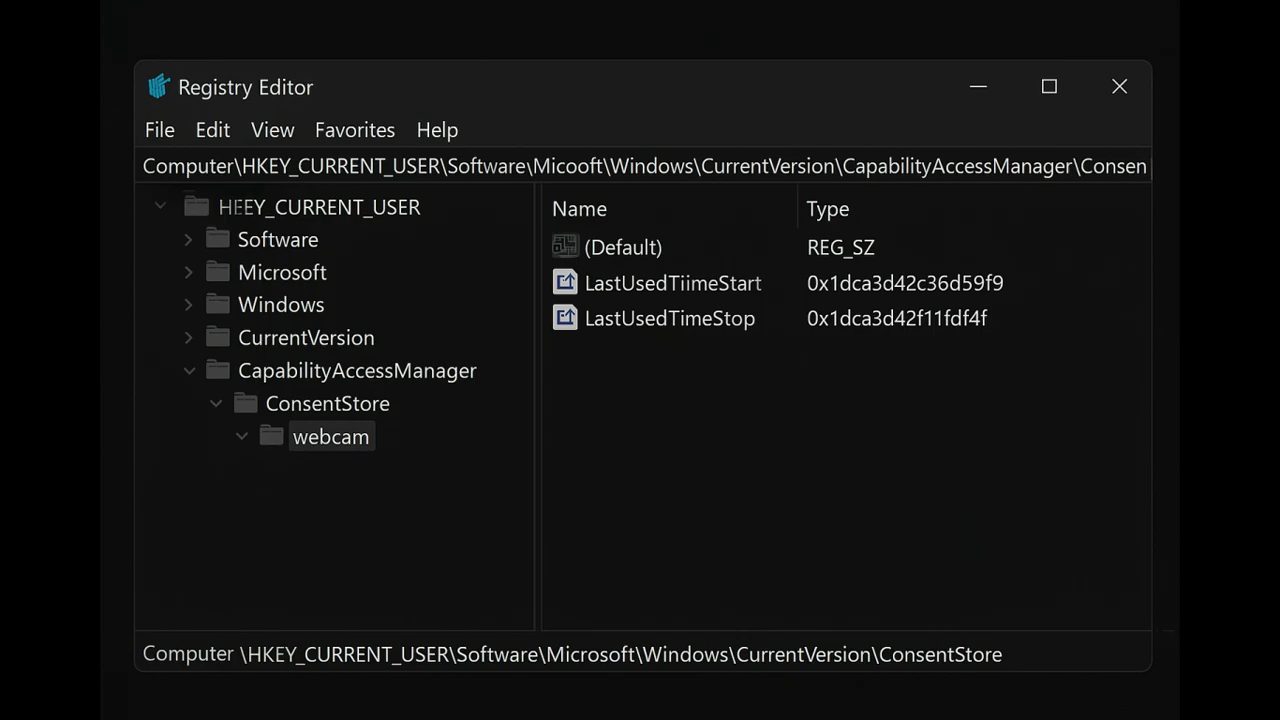 Registry Editor
File Edit View Favorites Help
Computer\HKEY_CURRENT_USER\Software\Micooft\Windows\CurrentVersion\CapabilityAccessManager\Consen
HEEY_CURRENT_USER
Software
Microsoft
Windows
CurrentVersion
CapabilityAccessManager
ConsentStore
webcam
Name Type
(Default) REG_SZ
LastUsedTiimeStart 0x1dca3d42c36d59f9
LastUsedTimeStop 0x1dca3d42f11fdf4f
Computer \HKEY_CURRENT_USER\Software\Microsoft\Windows\CurrentVersion\ConsentStore